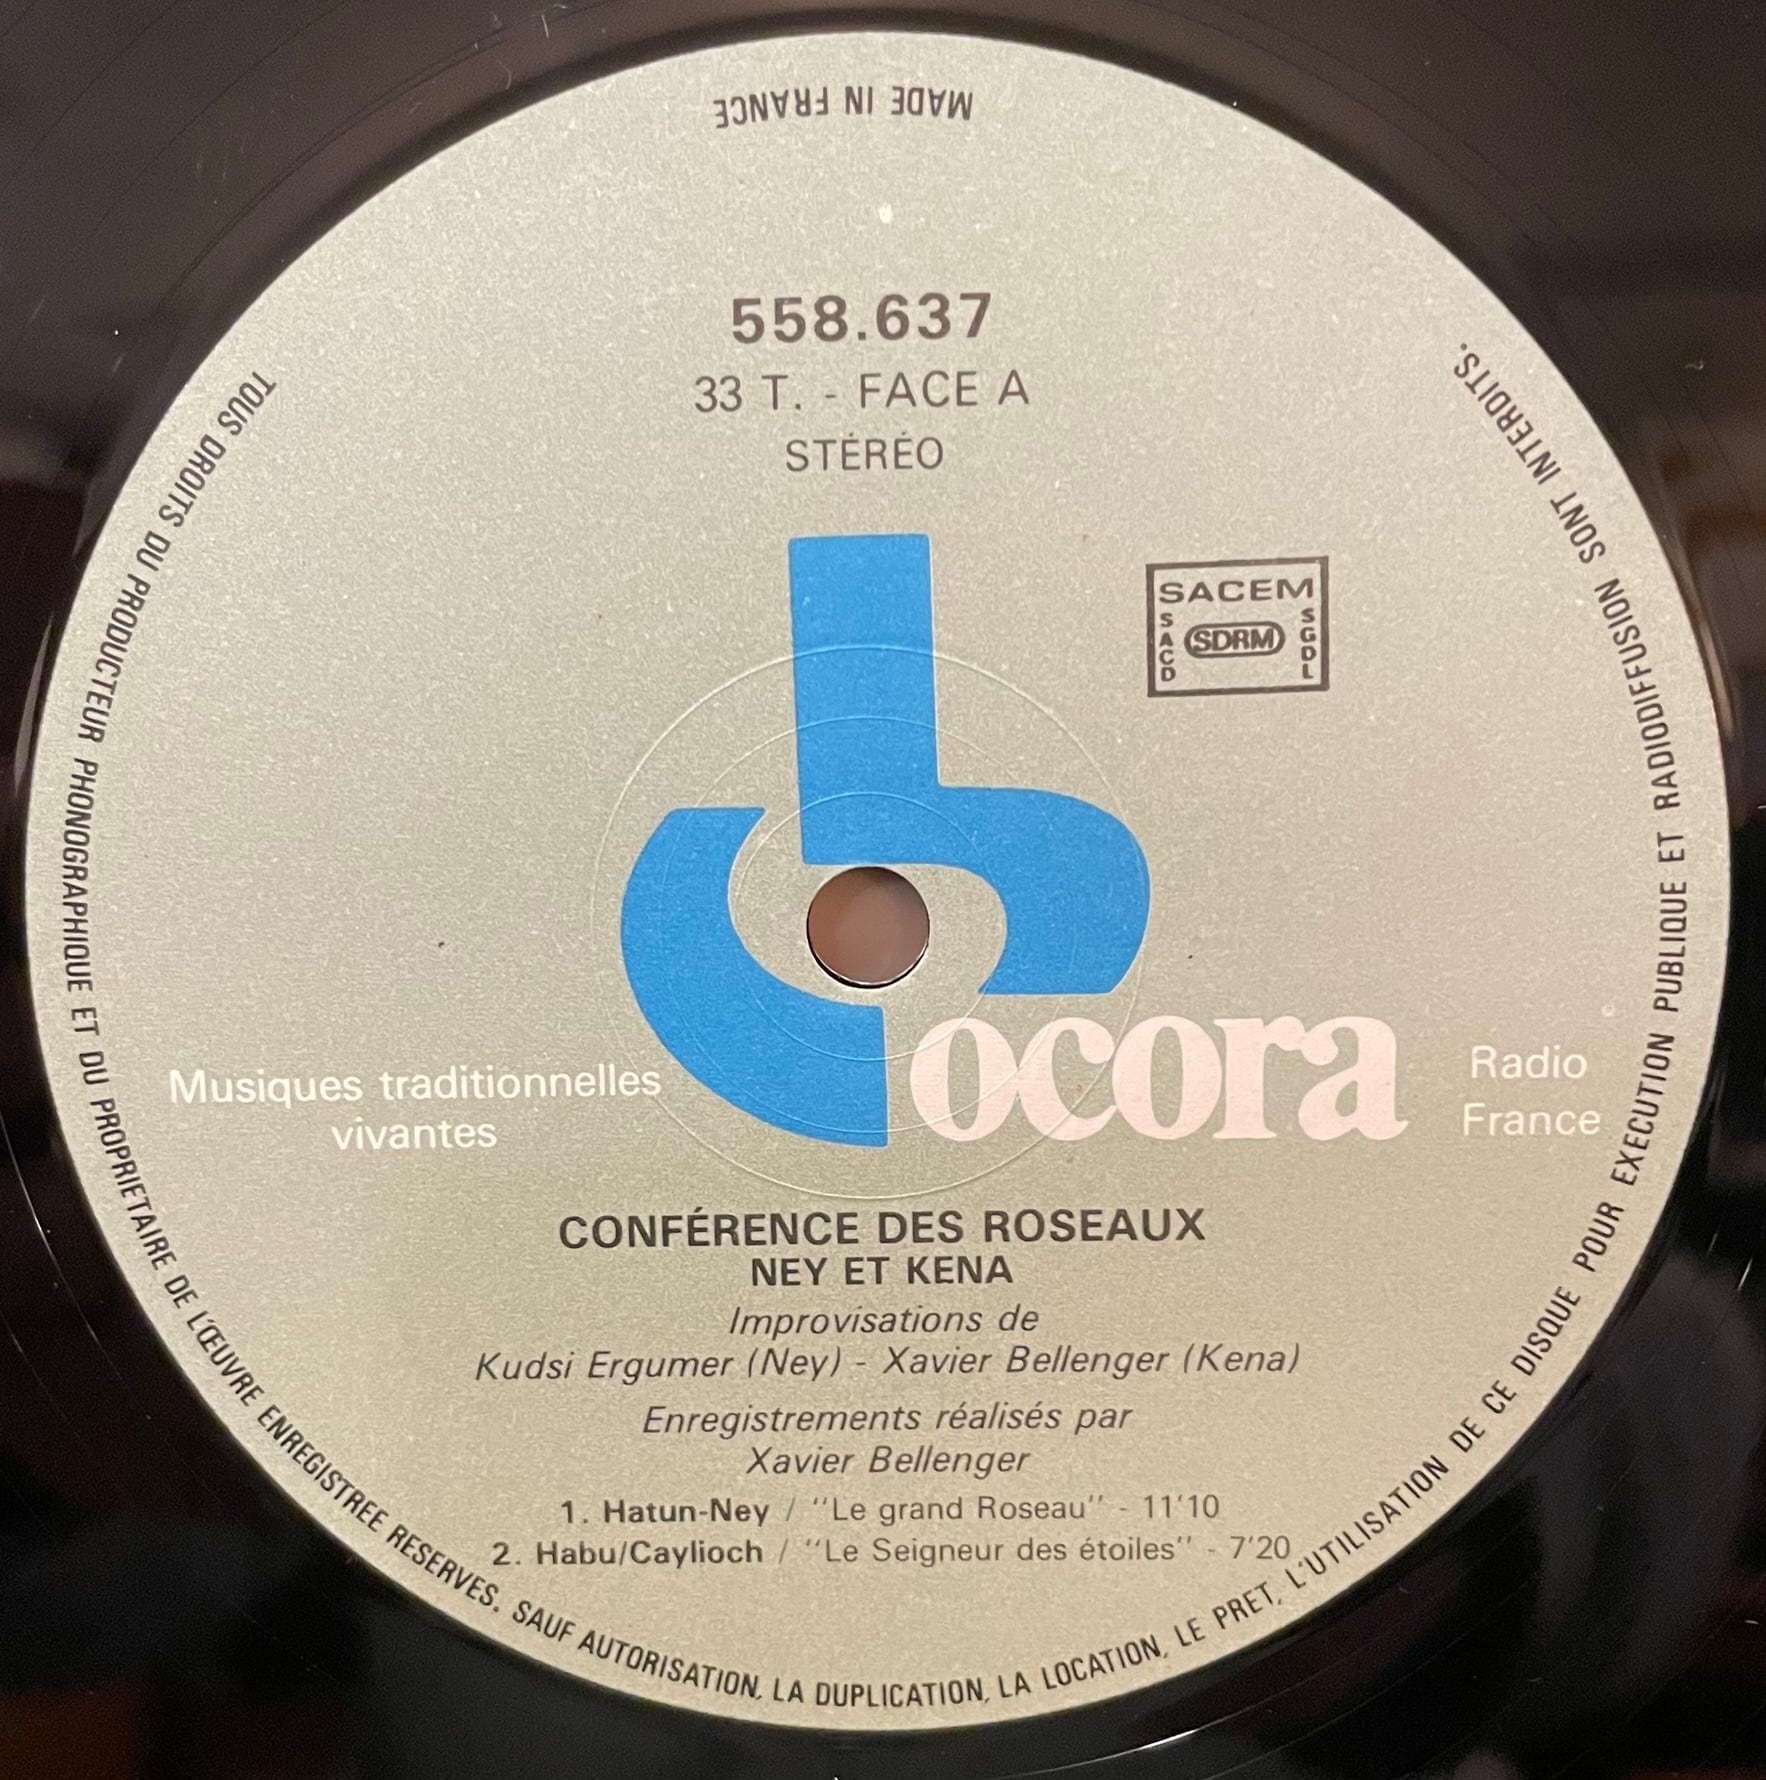 MADE IN FRANCE
558.637
33 T. - FACE A
STÉRÉO
SACEM
SACD
SDRM
SGDL
ocora
Musiques traditionnelles
vivantes
Radio
France
CONFÉRENCE DES ROSEAUX
NEY ET KENA
Improvisations de
Kudsi Ergumer (Ney) - Xavier Bellenger (Kena)
Enregistrements réalisés par
Xavier Bellenger
1. Hatun-Ney / "Le grand Roseau" - 11'10
2. Habu/Caylioch / "Le Seigneur des étoiles" - 7'20
TOUS DROITS DU PRODUCTEUR PHONOGRAPHIQUE ET DU PROPRIETAIRE DE L'ŒUVRE ENREGISTREE RESERVES. SAUF AUTORISATION, LA DUPLICATION, LA LOCATION, LE PRET, L'UTILISATION DE CE DISQUE POUR EXECUTION PUBLIQUE ET RADIODIFFUSION SONT INTERDITS.